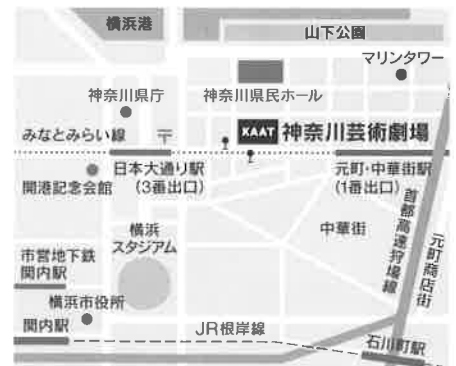 横浜港
山下公園
マリンタワー
神奈川県庁
神奈川県民ホール
みなとみらい線
〒
KAAT 神奈川芸術劇場
日本大通り駅
(3番出口)
元町・中華街駅
(1番出口)
開港記念会館
横浜
スタジアム
中華街
首都高速狩場線
元町商店街
市営地下鉄
関内駅
横浜市役所
関内駅
JR根岸線
石川町駅